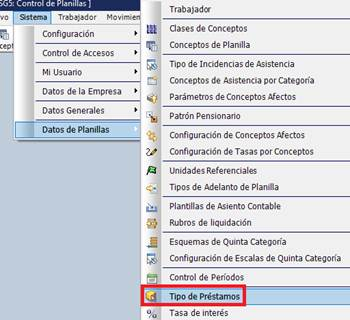 SG5: Control de Planillas ]
ivo Sistema Trabajador Movimien
cept
Configuración
Control de Accesos
Mi Usuario
Datos de la Empresa
Datos Generales
Datos de Planillas
Trabajador
Clases de Conceptos
Conceptos de Planilla
Tipo de Incidencias de Asistencia
Conceptos de Asistencia por Categoría
Parámetros de Conceptos Afectos
Patrón Pensionario
Configuración de Conceptos Afectos
Configuración de Tasas por Concepto
Unidades Referenciales
Tipos de Adelanto de Planilla
Plantillas de Asiento Contable
Rubros de liquidación
Esquemas de Quinta Categoría
Configuración de Escalas de Quinta Categoría
Control de Períodos
Tipo de Préstamos
Tasa de interés